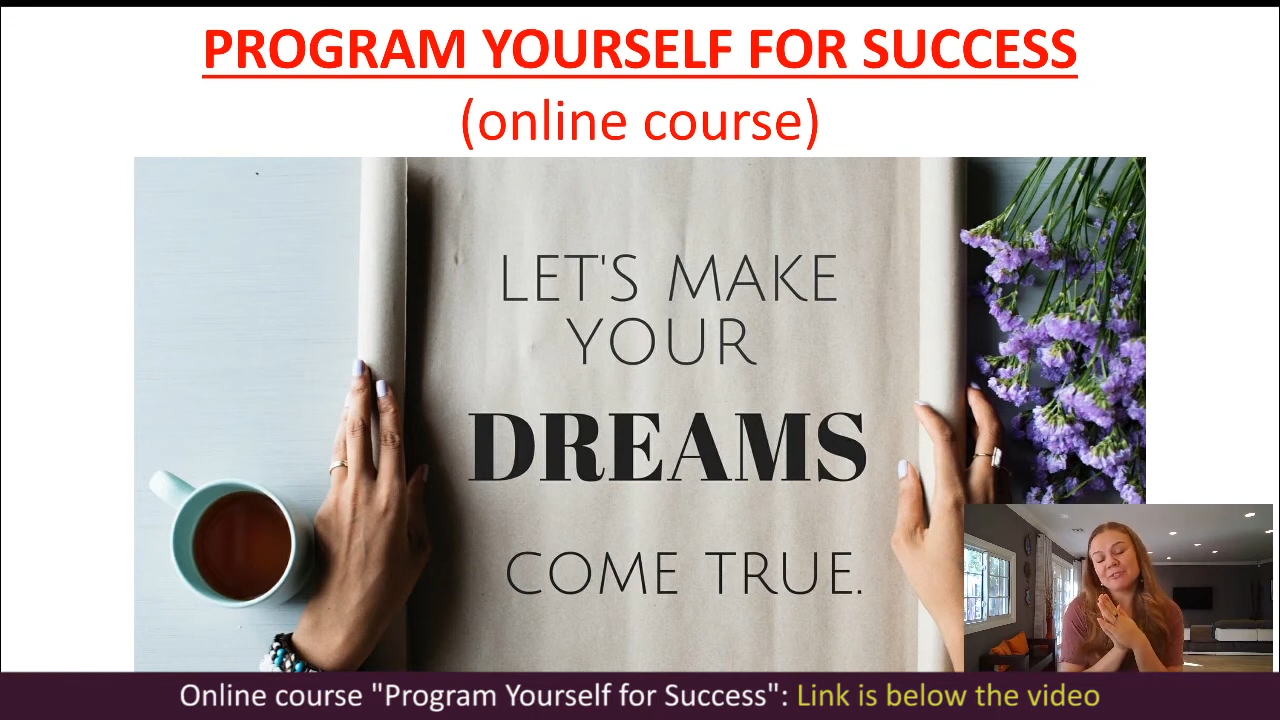 PROGRAM YOURSELF FOR SUCCESS
(online course)
LET'S MAKE
YOUR
DREAMS
COME TRUE.
Online course "Program Yourself for Success": Link is below the video